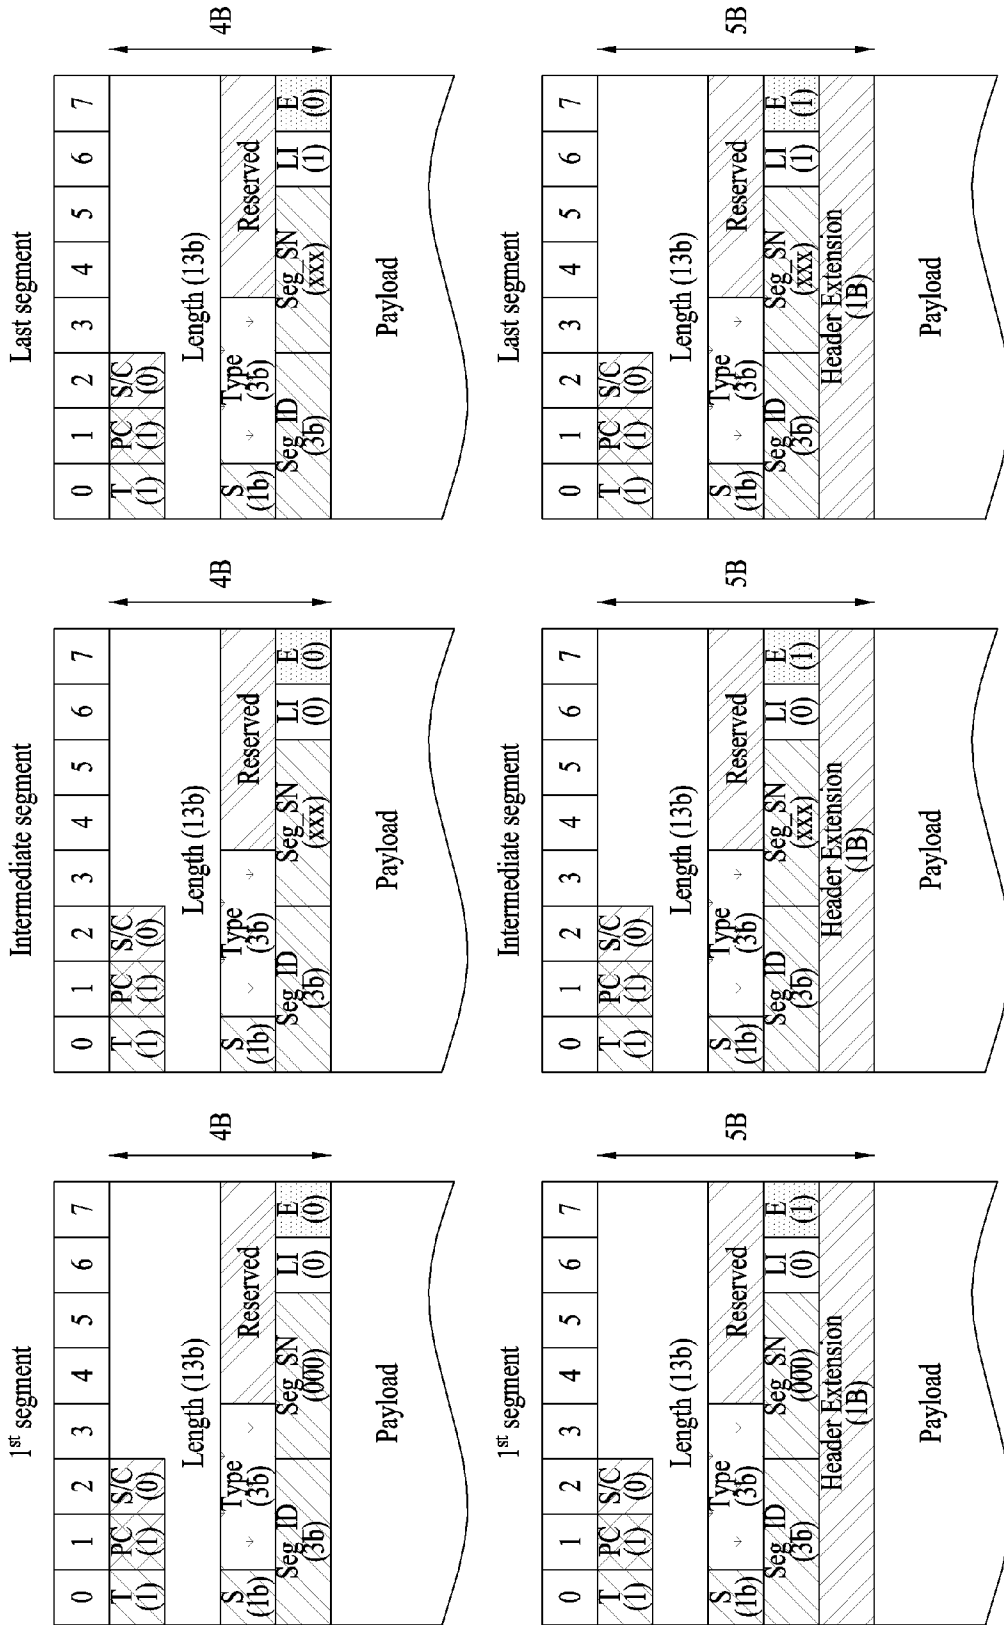 1st segment
0 1 2 3 4 5 6 7
T (1) PC (1) S/C (0)
Length (13b)
S (1b) Type (3b) Reserved
Seg_ID (3b) Seg_SN (000) LI (0) E (0)
Payload
4B
Intermediate segment
0 1 2 3 4 5 6 7
T (1) PC (1) S/C (0)
Length (13b)
S (1b) Type (3b) Reserved
Seg_ID (3b) Seg_SN (xxx) LI (0) E (0)
Payload
4B
Last segment
0 1 2 3 4 5 6 7
T (1) PC (1) S/C (0)
Length (13b)
S (1b) Type (3b) Reserved
Seg_ID (3b) Seg_SN (xxx) LI (1) E (0)
Payload
4B
1st segment
0 1 2 3 4 5 6 7
T (1) PC (1) S/C (0)
Length (13b)
S (1b) Type (3b) Reserved
Seg_ID (3b) Seg_SN (000) LI (0) E (1)
Header Extension (1B)
Payload
5B
Intermediate segment
0 1 2 3 4 5 6 7
T (1) PC (1) S/C (0)
Length (13b)
S (1b) Type (3b) Reserved
Seg_ID (3b) Seg_SN (xxx) LI (0) E (1)
Header Extension (1B)
Payload
5B
Last segment
0 1 2 3 4 5 6 7
T (1) PC (1) S/C (0)
Length (13b)
S (1b) Type (3b) Reserved
Seg_ID (3b) Seg_SN (xxx) LI (1) E (1)
Header Extension (1B)
Payload
5B